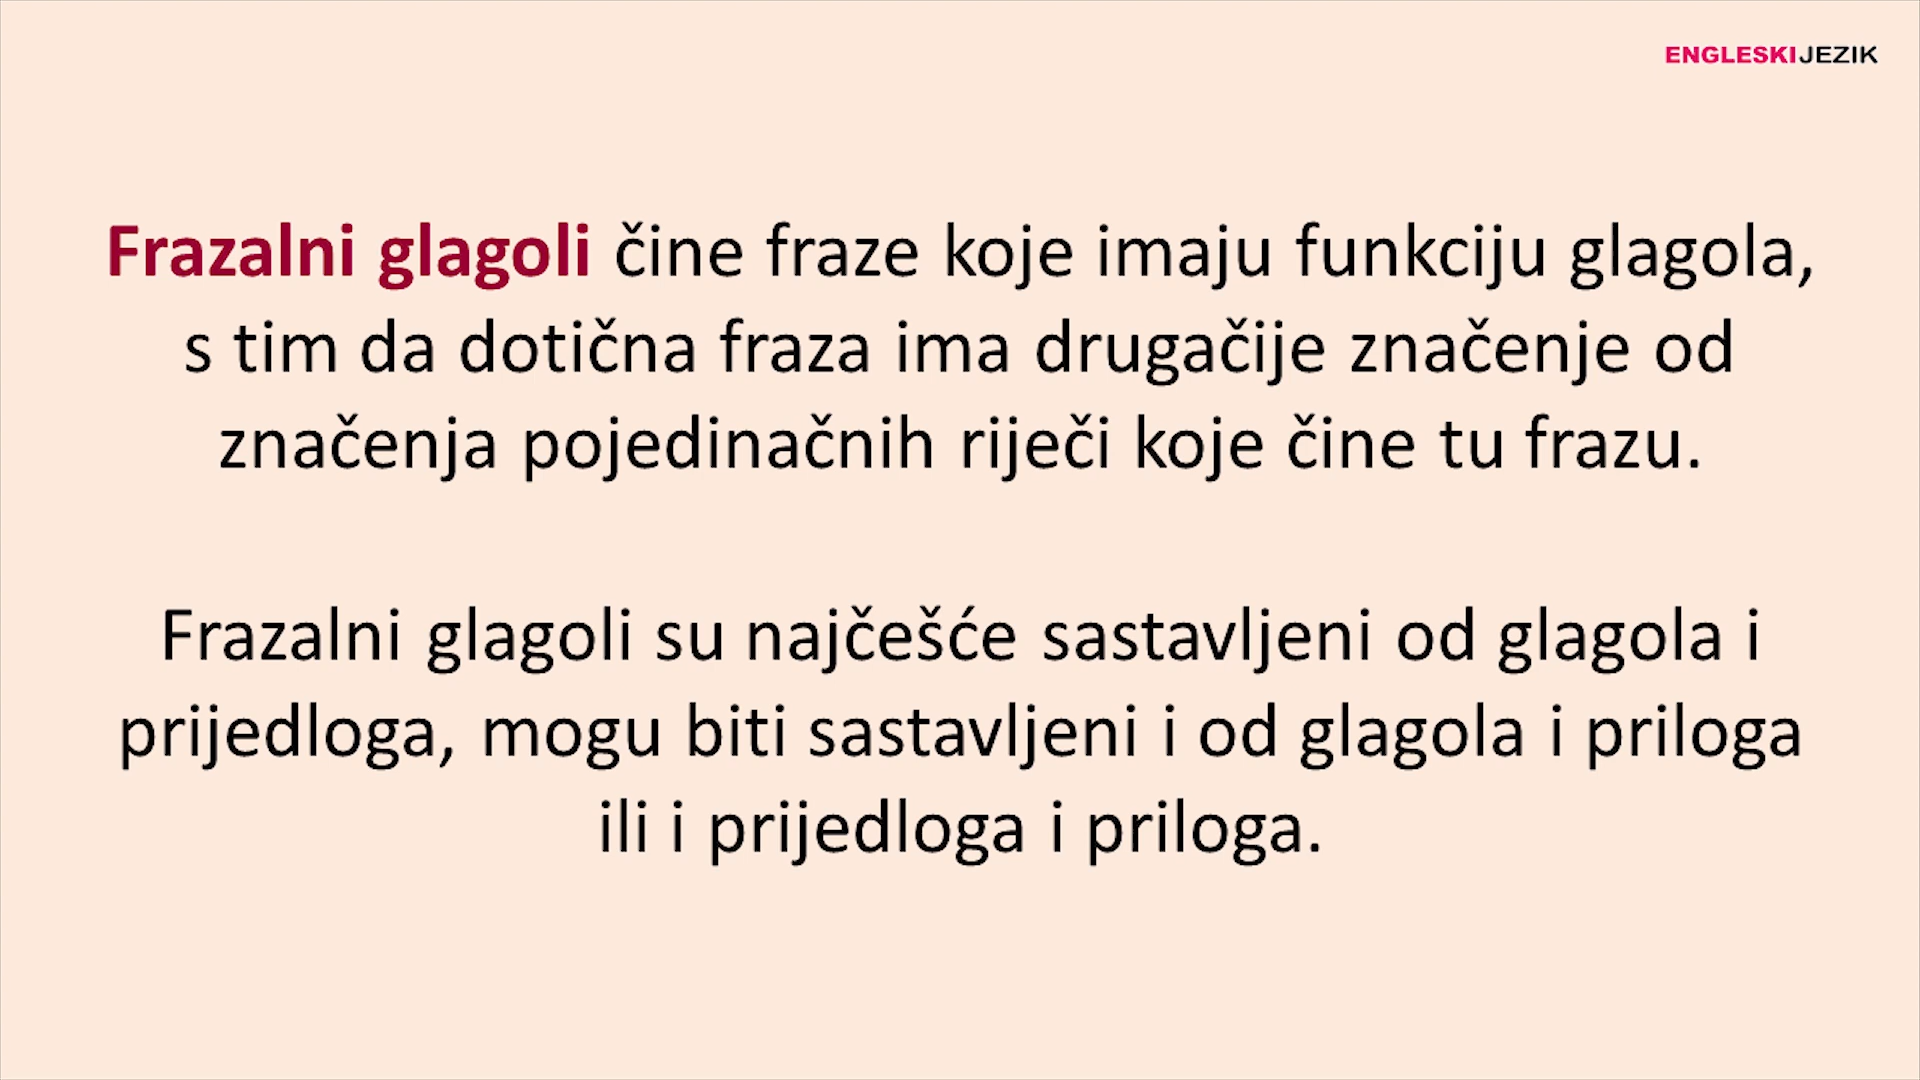 ENGLESKIJEZIK
Frazalni glagoli čine fraze koje imaju funkciju glagola,
s tim da dotična fraza ima drugačije značenje od
značenja pojedinačnih riječi koje čine tu frazu.
Frazalni glagoli su najčešće sastavljeni od glagola i
prijedloga, mogu biti sastavljeni i od glagola i priloga
ili i prijedloga i priloga.